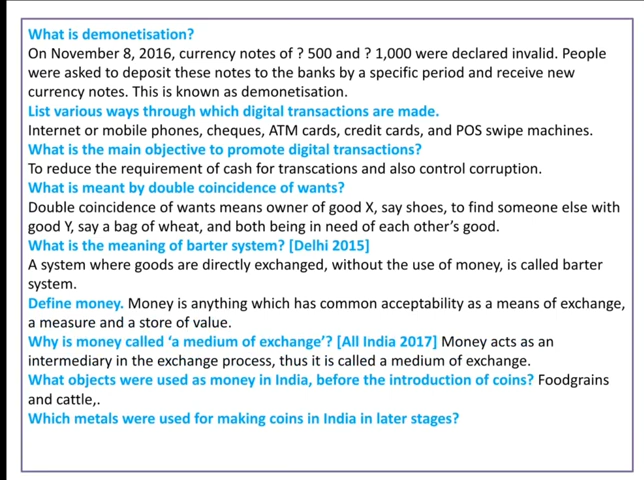 What is demonetisation?
On November 8, 2016, currency notes of ? 500 and ? 1,000 were declared invalid. People
were asked to deposit these notes to the banks by a specific period and receive new
currency notes. This is known as demonetisation.
List various ways through which digital transactions are made.
Internet or mobile phones, cheques, ATM cards, credit cards, and POS swipe machines.
What is the main objective to promote digital transactions?
To reduce the requirement of cash for transcations and also control corruption.
What is meant by double coincidence of wants?
Double coincidence of wants means owner of good X, say shoes, to find someone else with
good Y, say a bag of wheat, and both being in need of each other’s good.
What is the meaning of barter system? [Delhi 2015]
A system where goods are directly exchanged, without the use of money, is called barter
system.
Define money. Money is anything which has common acceptability as a means of exchange,
a measure and a store of value.
Why is money called ‘a medium of exchange’? [All India 2017] Money acts as an
intermediary in the exchange process, thus it is called a medium of exchange.
What objects were used as money in India, before the introduction of coins? Foodgrains
and cattle,.
Which metals were used for making coins in India in later stages?